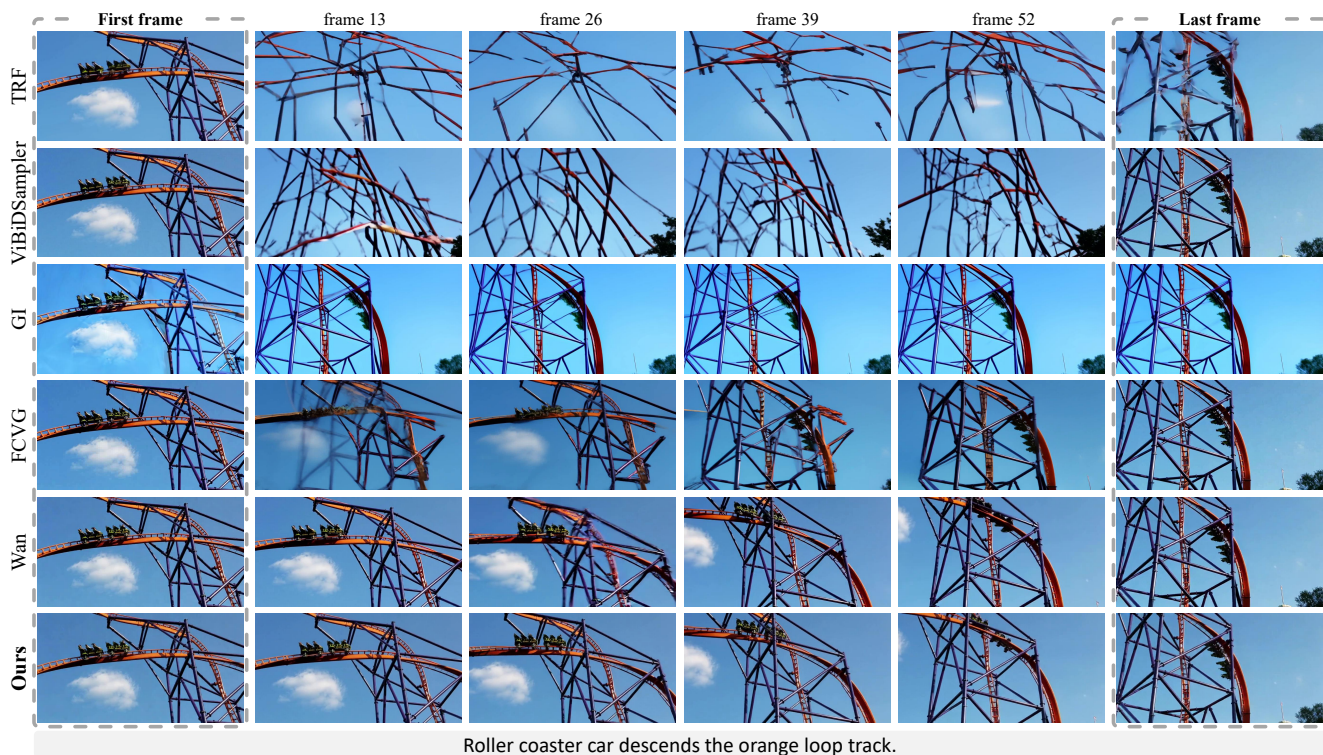 First frame frame 13 frame 26 frame 39 frame 52 Last frame
TRF
ViBiDSampler
GI
FCVG
Wan
Ours
Roller coaster car descends the orange loop track.